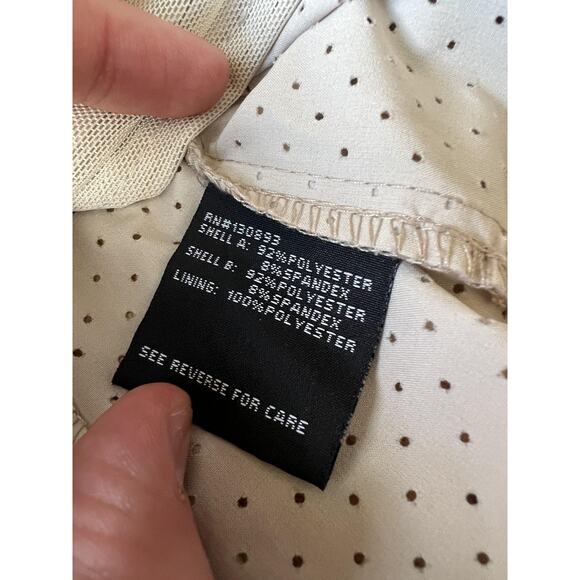 RN#130893
SHELL A: 92%POLYESTER
8%SPANDEX
SHELL B: 92%POLYESTER
8%SPANDEX
LINING: 100%POLYESTER
SEE REVERSE FOR CARE